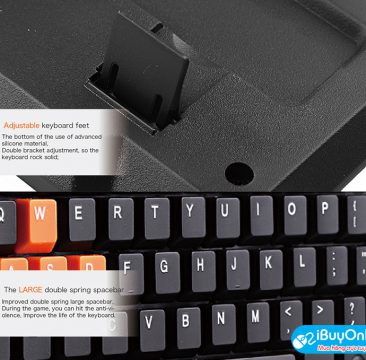 Adjustable keyboard feet
The bottom of the use of advanced
silicone material.
Double bracket adjustment, so the
keyboard rock solid;
Q W E R T Y U I O P { [
A S D F G H J K L : ;
The LARGE double spring spacebar
Improved double spring large spacebar.
During the game, you can hit the anti-vi
olence. Improve the life of the keyboard.
C V B N M < >
iBuyOnl